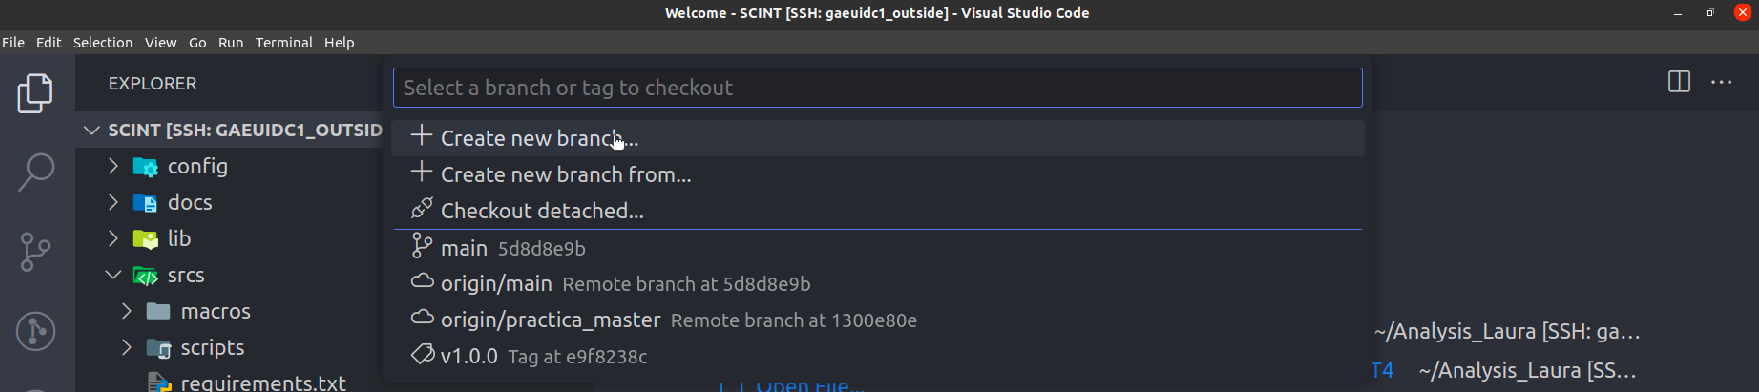 Welcome - SCINT [SSH: gaeuidc1_outside] - Visual Studio Code
File Edit Selection View Go Run Terminal Help
EXPLORER
SCINT [SSH: GAEUIDC1_OUTSID
config
docs
lib
srcs
macros
scripts
requirements.txt
Select a branch or tag to checkout
Create new branch...
Create new branch from...
Checkout detached...
main 5d8d8e9b
origin/main Remote branch at 5d8d8e9b
origin/practica_master Remote branch at 1300e80e
v1.0.0 Tag at e9f8238c
~/Analysis_Laura [SSH: ga...
T4 ~/Analysis_Laura [SS...
Open File...